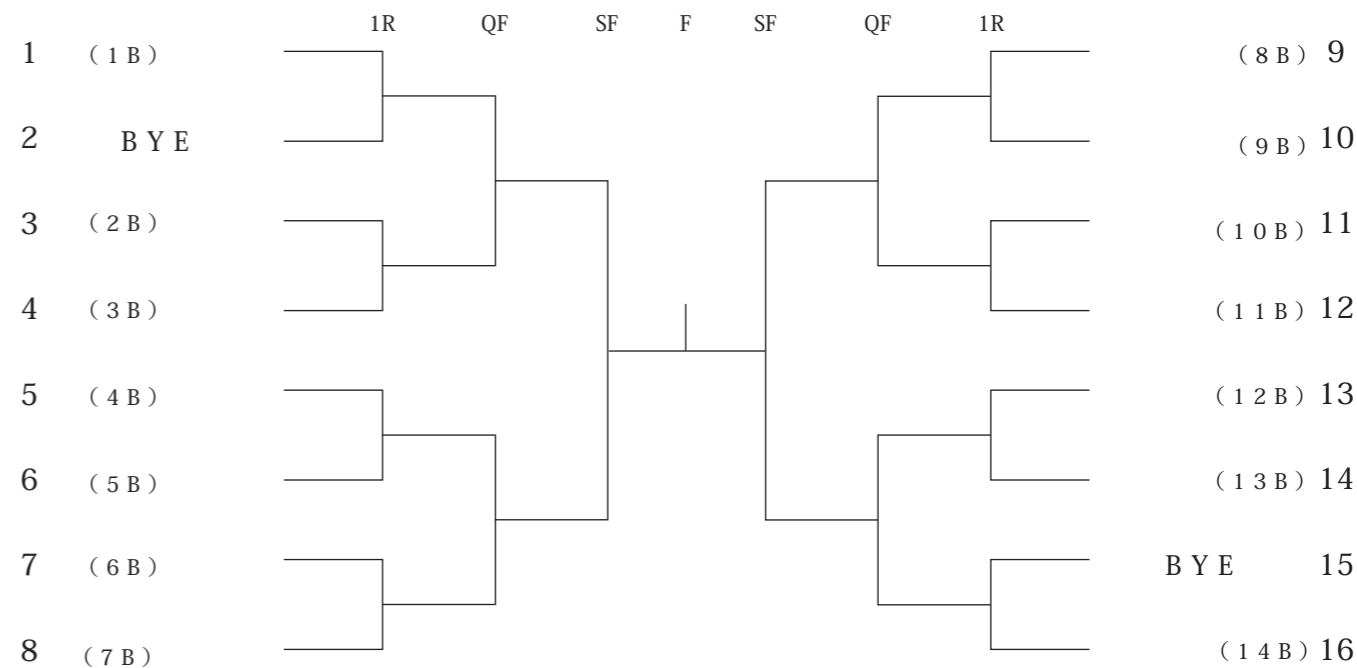 1R QF SF F SF QF 1R
1 （1B） （8B） 9
2 BYE （9B） 10
3 （2B） （10B） 11
4 （3B） （11B） 12
5 （4B） （12B） 13
6 （5B） （13B） 14
7 （6B） BYE 15
8 （7B） （14B） 16